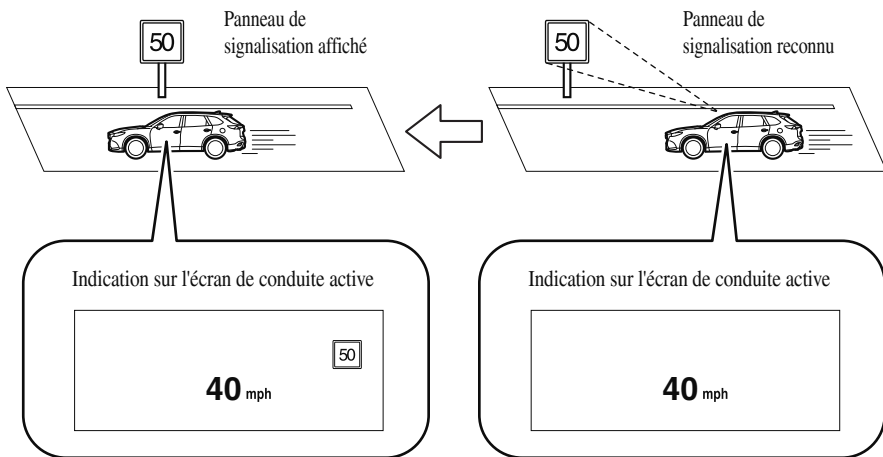 Panneau de
signalisation affiché
50
Panneau de
signalisation reconnu
50
Indication sur l'écran de conduite active
50
40 mph
Indication sur l'écran de conduite active
40 mph